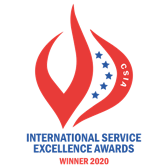 CSIA
INTERNATIONAL SERVICE
EXCELLENCE AWARDS
WINNER 2020